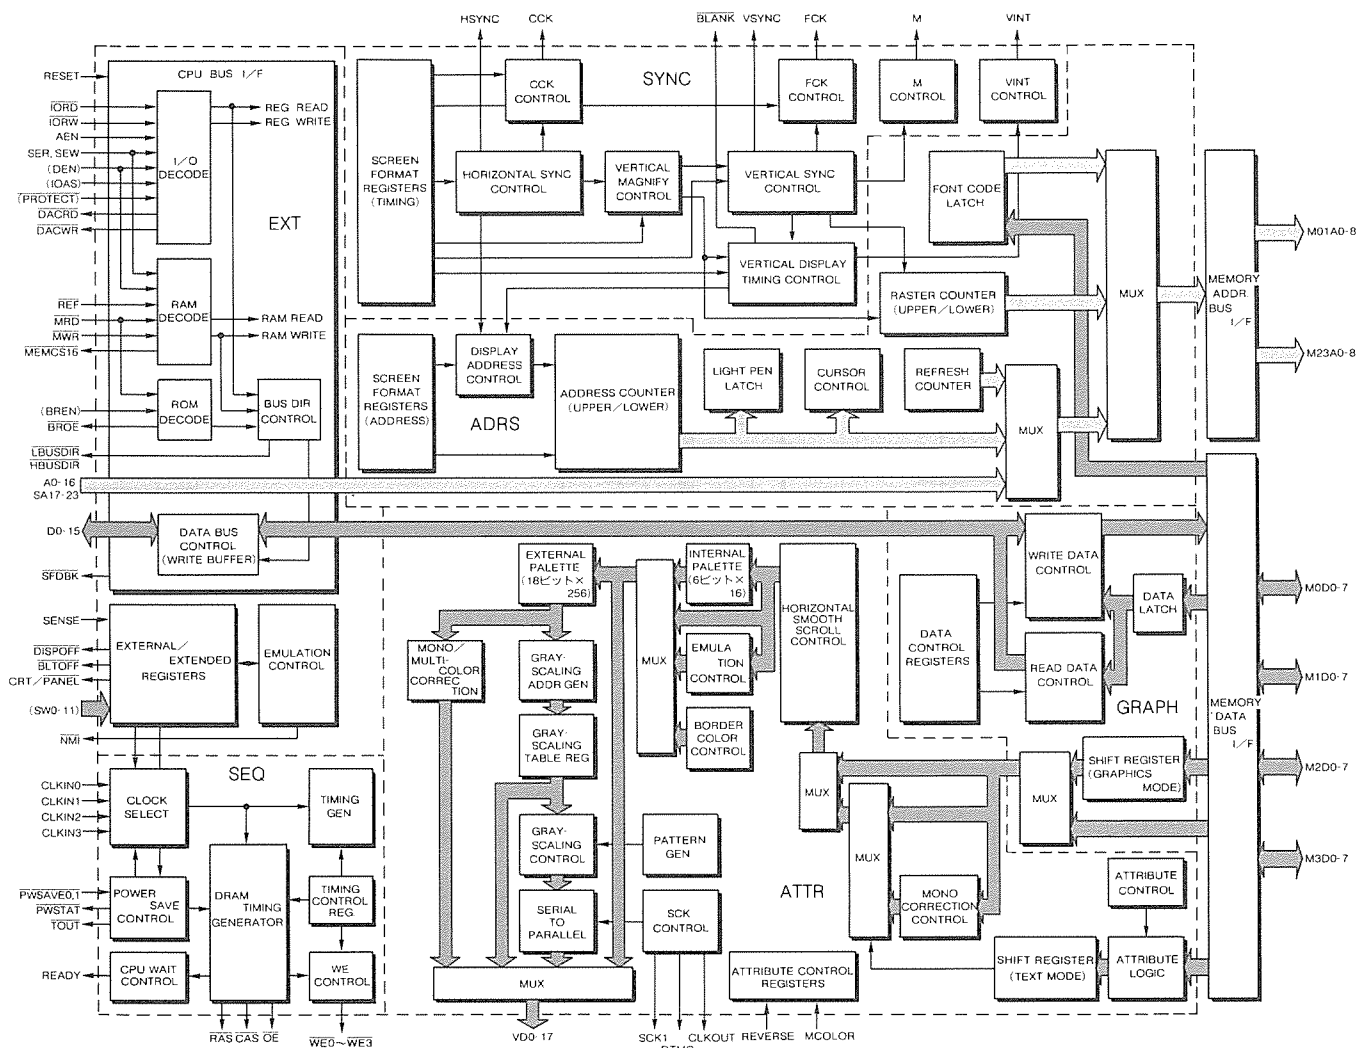 HSYNC
CCK
BLANK
VSYNC
FCK
M
VINT
RESET
IORD
IORW
AEN
SER, SEW
(DEN)
(IOAS)
(PROTECT)
DACRD
DACWR
REF
MRD
MWR
MEMCS16
(BREN)
BROE
LBUSDIR
HBUSDIR
A0-16
SA17-23
D0-15
SFDBK
SENSE
DISPOFF
BLTOFF
CRT/PANEL
(SW0-11)
NMI
CLKIN0
CLKIN1
CLKIN2
CLKIN3
PWSAVE0,1
PWSTAT
TOUT
READY
CPU BUS I/F
I/O
DECODE
REG READ
REG WRITE
EXT
RAM
DECODE
RAM READ
RAM WRITE
ROM
DECODE
BUS DIR
CONTROL
DATA BUS
CONTROL
(WRITE BUFFER)
EXTERNAL/
EXTENDED
REGISTERS
EMULATION
CONTROL
SEQ
CLOCK
SELECT
TIMING
GEN
POWER
SAVE
CONTROL
DRAM
TIMING
GENERATOR
TIMING
CONTROL
REG.
CPU WAIT
CONTROL
WE
CONTROL
RAS
CAS
OE
WE0~WE3
SCREEN
FORMAT
REGISTERS
(TIMING)
CCK
CONTROL
SYNC
FCK
CONTROL
M
CONTROL
VINT
CONTROL
HORIZONTAL SYNC
CONTROL
VERTICAL
MAGNIFY
CONTROL
VERTICAL SYNC
CONTROL
FONT CODE
LATCH
VERTICAL DISPLAY
TIMING CONTROL
RASTER COUNTER
(UPPER/LOWER)
MUX
MEMORY
ADDR.
BUS
I/F
M01A0-8
M23A0-8
SCREEN
FORMAT
REGISTERS
(ADDRESS)
DISPLAY
ADDRESS
CONTROL
ADRS
ADDRESS COUNTER
(UPPER/LOWER)
LIGHT PEN
LATCH
CURSOR
CONTROL
REFRESH
COUNTER
MUX
EXTERNAL
PALETTE
(18ビット×
256)
MUX
INTERNAL
PALETTE
(6ビット×
16)
HORIZONTAL
SMOOTH
SCROLL
CONTROL
EMULA
TION
CONTROL
BORDER
COLOR
CONTROL
MONO/
MULTI-
COLOR
CORREC
TION
GRAY-
SCALING
ADDR GEN
GRAY-
SCALING
TABLE REG
GRAY-
SCALING
CONTROL
PATTERN
GEN
SERIAL
TO
PARALLEL
SCK
CONTROL
MUX
VD0-17
SCK1
CLKOUT
REVERSE
MCOLOR
ATTRIBUTE CONTROL
REGISTERS
DATA
CONTROL
REGISTERS
WRITE DATA
CONTROL
READ DATA
CONTROL
DATA
LATCH
GRAPH
MEMORY
DATA
BUS
I/F
M0D0-7
M1D0-7
M2D0-7
M3D0-7
MUX
MUX
MUX
SHIFT REGISTER
(GRAPHICS
MODE)
ATTR
MONO
CORRECTION
CONTROL
ATTRIBUTE
CONTROL
SHIFT REGISTER
(TEXT MODE)
ATTRIBUTE
LOGIC